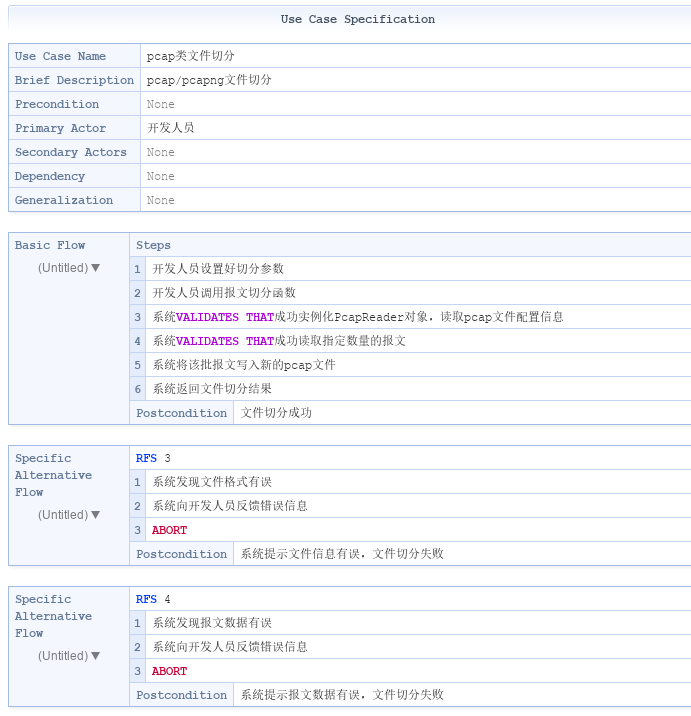 Use Case Specification
Use Case Name pcap类文件切分
Brief Description pcap/pcapng文件切分
Precondition None
Primary Actor 开发人员
Secondary Actors None
Dependency None
Generalization None
Basic Flow Steps
(Untitled) ▼
1 开发人员设置好切分参数
2 开发人员调用报文切分函数
3 系统VALIDATES THAT成功实例化PcapReader对象，读取pcap文件配置信息
4 系统VALIDATES THAT成功读取指定数量的报文
5 系统将该批报文写入新的pcap文件
6 系统返回文件切分结果
Postcondition 文件切分成功
Specific
Alternative
Flow
(Untitled) ▼
RFS 3
1 系统发现文件格式有误
2 系统向开发人员反馈错误信息
3 ABORT
Postcondition 系统提示文件信息有误，文件切分失败
Specific
Alternative
Flow
(Untitled) ▼
RFS 4
1 系统发现报文数据有误
2 系统向开发人员反馈错误信息
3 ABORT
Postcondition 系统提示报文数据有误，文件切分失败